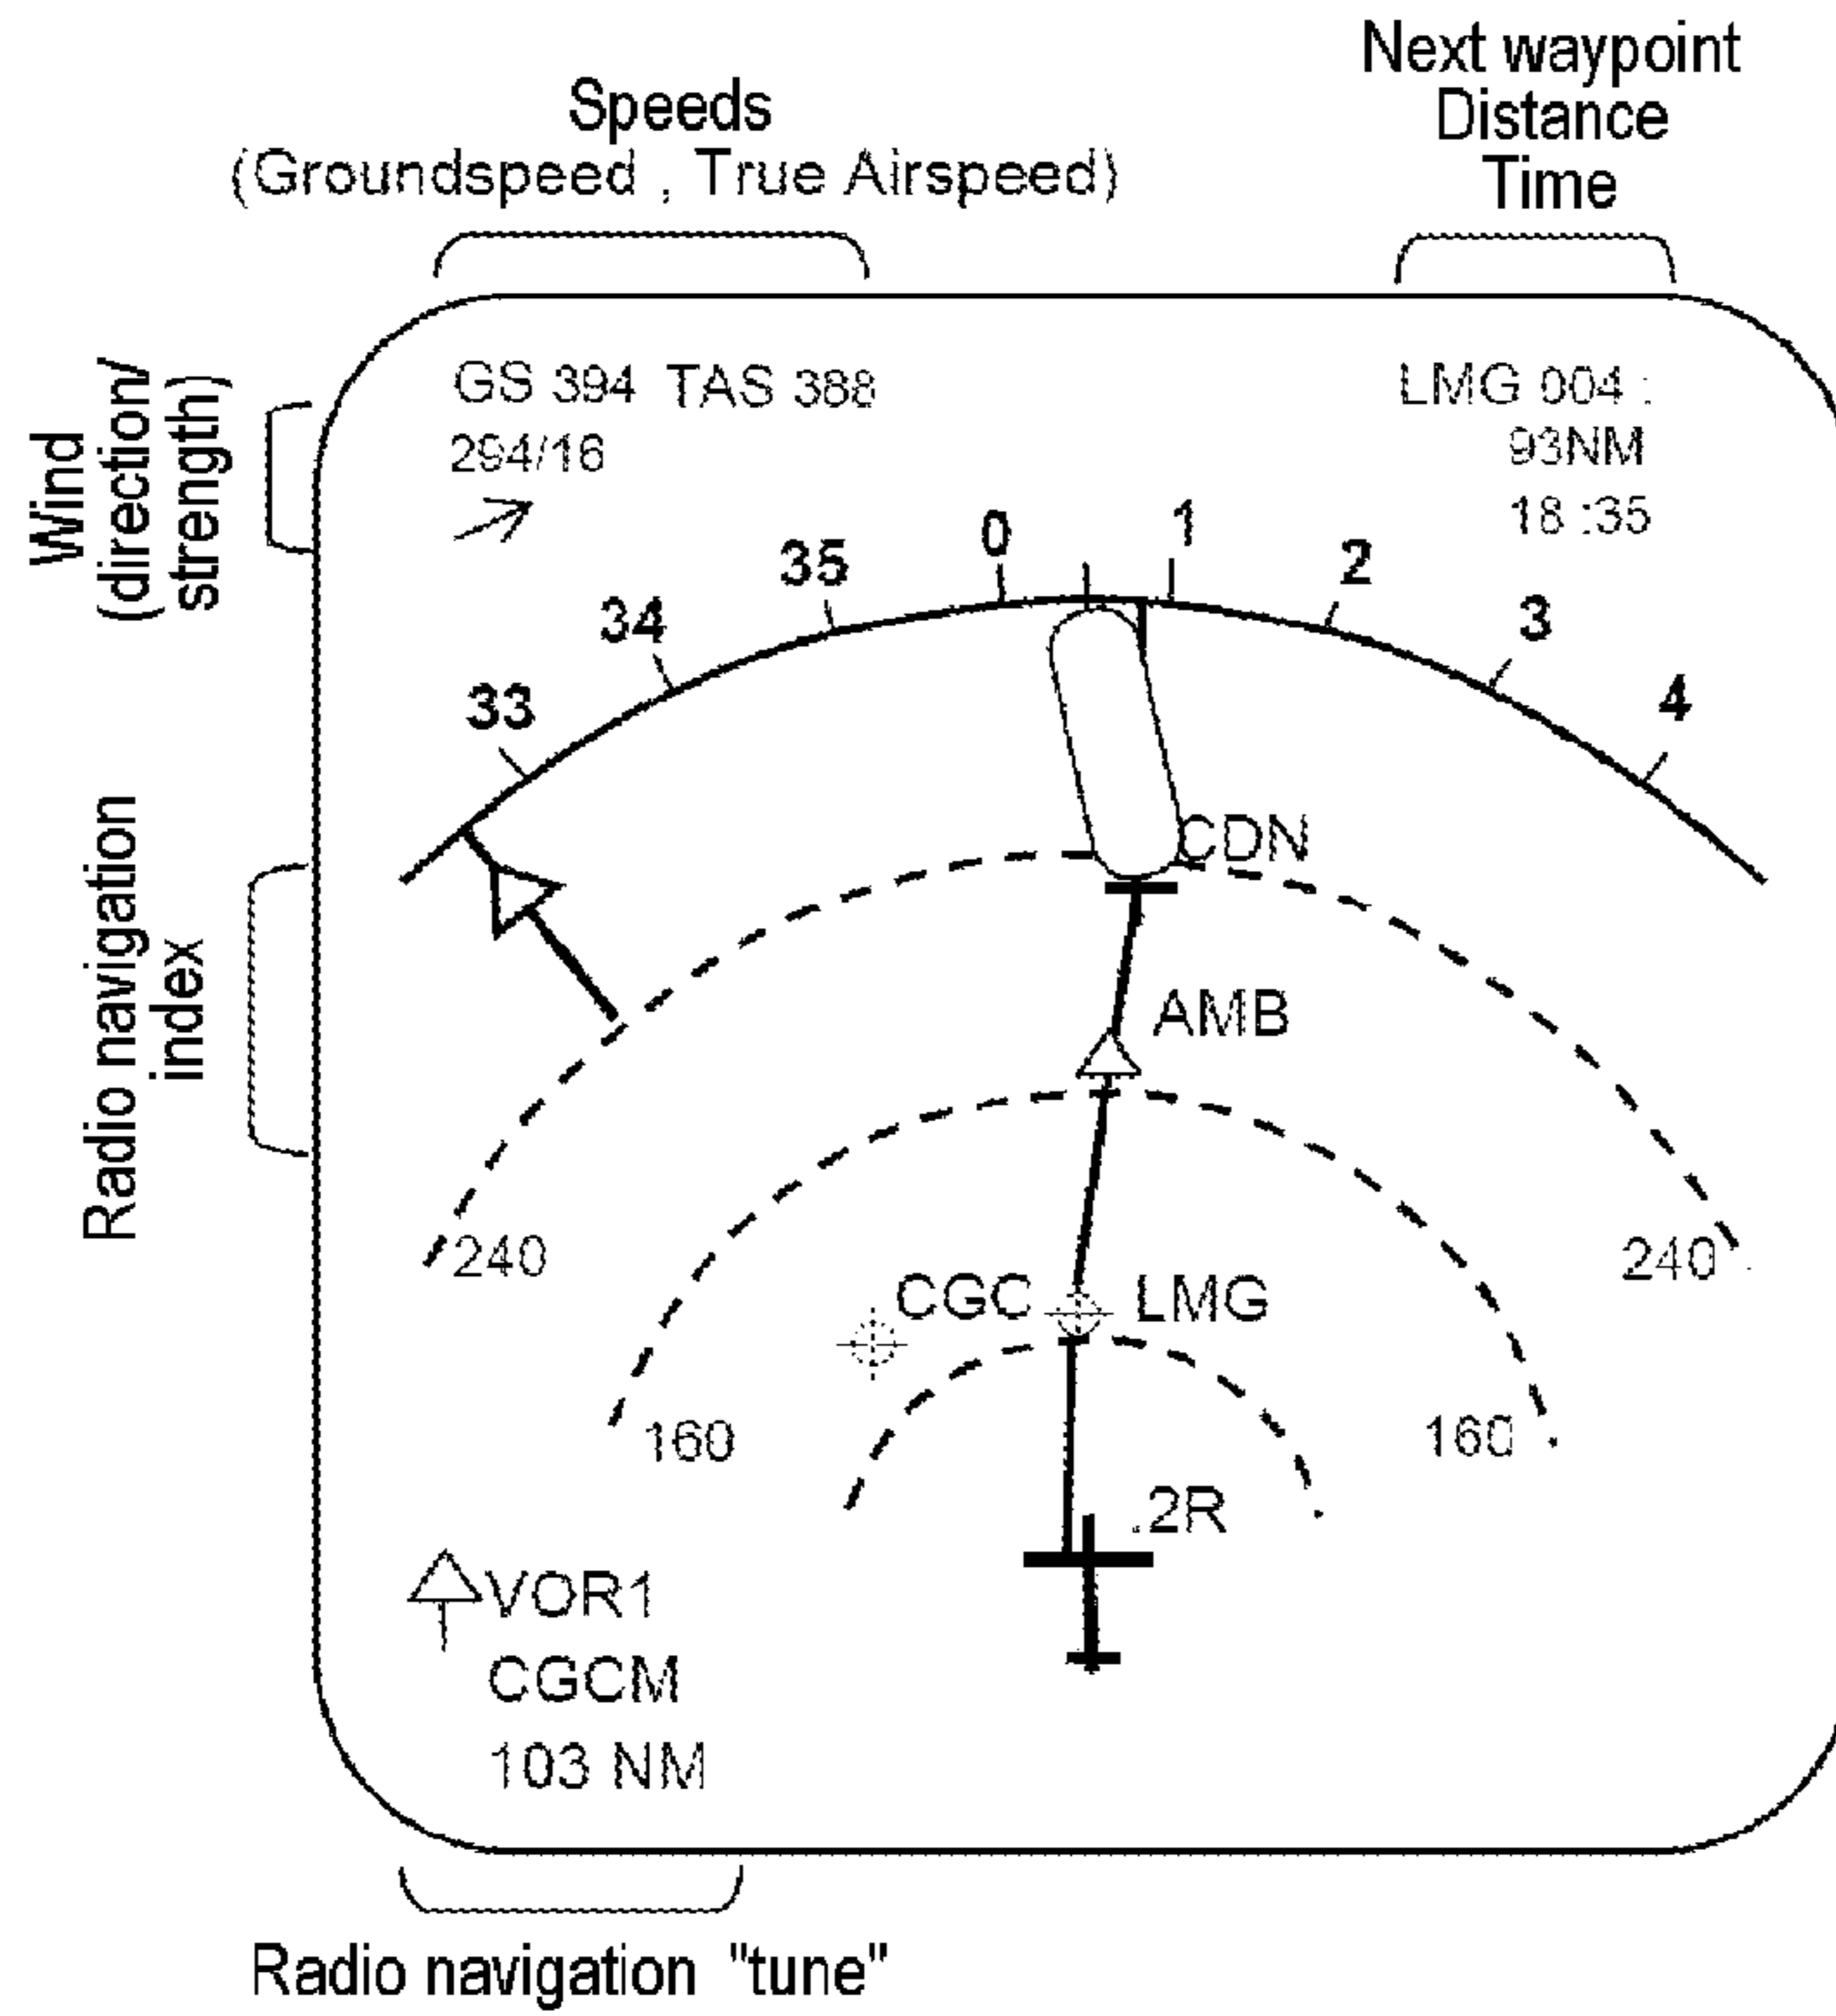 Next waypoint
Distance
Time
Speeds
(Groundspeed , True Airspeed)
Wind
(direction/
strength)
GS 394 TAS 388
294/16
LMG 004 :
93NM
18 :35
33
34
35
0
1
2
3
4
Radio navigation
index
CDN
AMB
240
240
CGC
LMG
160
160
.2R
VOR1
CGCM
103 NM
Radio navigation "tune"